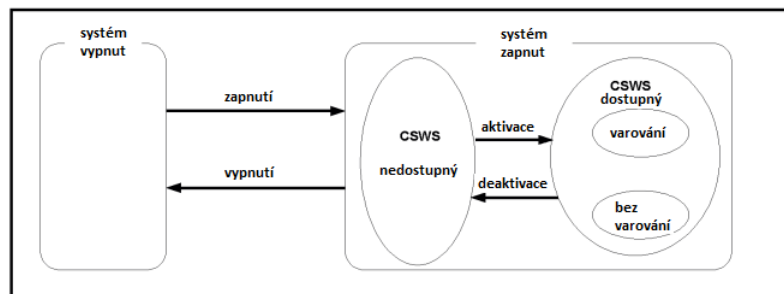 systém
vypnut
systém
zapnut
zapnutí
vypnutí
CSWS
nedostupný
aktivace
deaktivace
CSWS
dostupný
varování
bez
varování